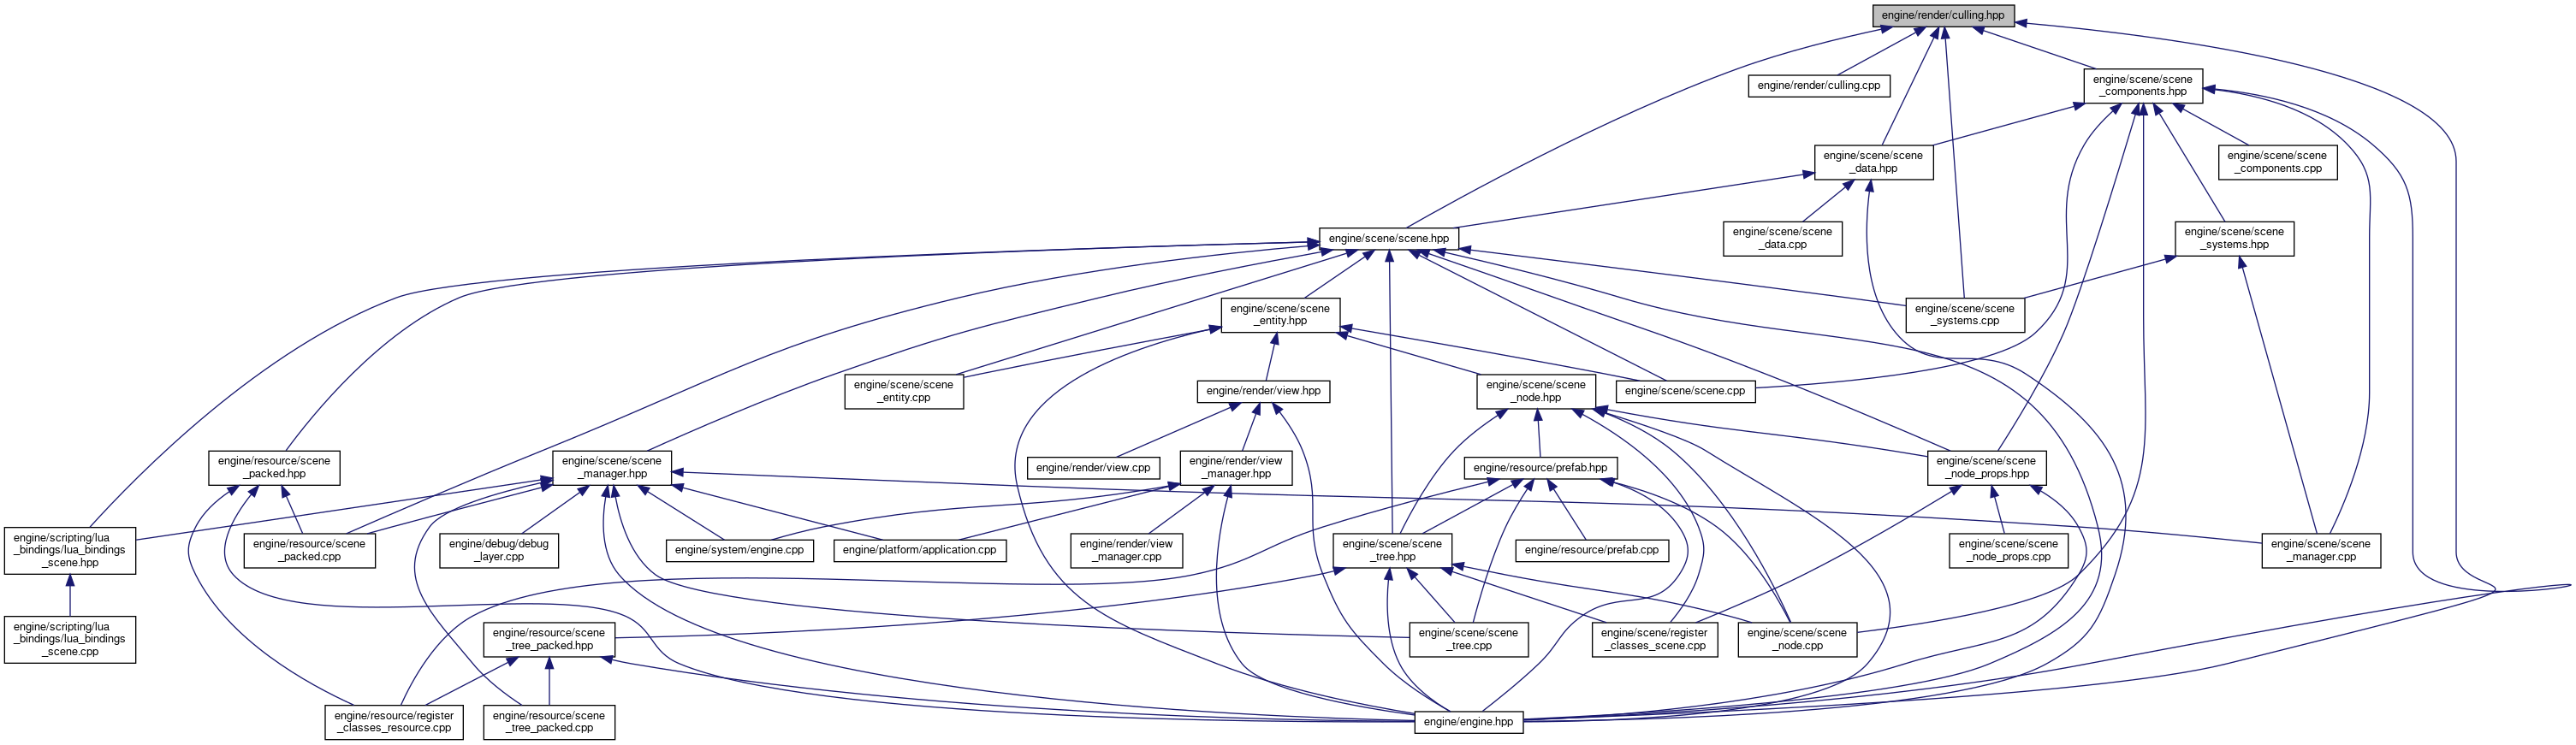 engine/render/culling.hpp
engine/render/culling.cpp
engine/scene/scene
_components.hpp
engine/scene/scene
_data.hpp
engine/scene/scene
_components.cpp
engine/scene/scene.hpp
engine/scene/scene
_data.cpp
engine/scene/scene
_systems.hpp
engine/scene/scene
_entity.hpp
engine/scene/scene
_systems.cpp
engine/scene/scene
_entity.cpp
engine/render/view.hpp
engine/scene/scene
_node.hpp
engine/scene/scene.cpp
engine/resource/scene
_packed.hpp
engine/scene/scene
_manager.hpp
engine/render/view.cpp
engine/render/view
_manager.hpp
engine/resource/prefab.hpp
engine/scene/scene
_node_props.hpp
engine/scripting/lua
_bindings/lua_bindings
_scene.hpp
engine/resource/scene
_packed.cpp
engine/debug/debug
_layer.cpp
engine/system/engine.cpp
engine/platform/application.cpp
engine/render/view
_manager.cpp
engine/scene/scene
_tree.hpp
engine/resource/prefab.cpp
engine/scene/scene
_node_props.cpp
engine/scene/scene
_manager.cpp
engine/scripting/lua
_bindings/lua_bindings
_scene.cpp
engine/resource/scene
_tree_packed.hpp
engine/scene/scene
_tree.cpp
engine/scene/register
_classes_scene.cpp
engine/scene/scene
_node.cpp
engine/resource/register
_classes_resource.cpp
engine/resource/scene
_tree_packed.cpp
engine/engine.hpp